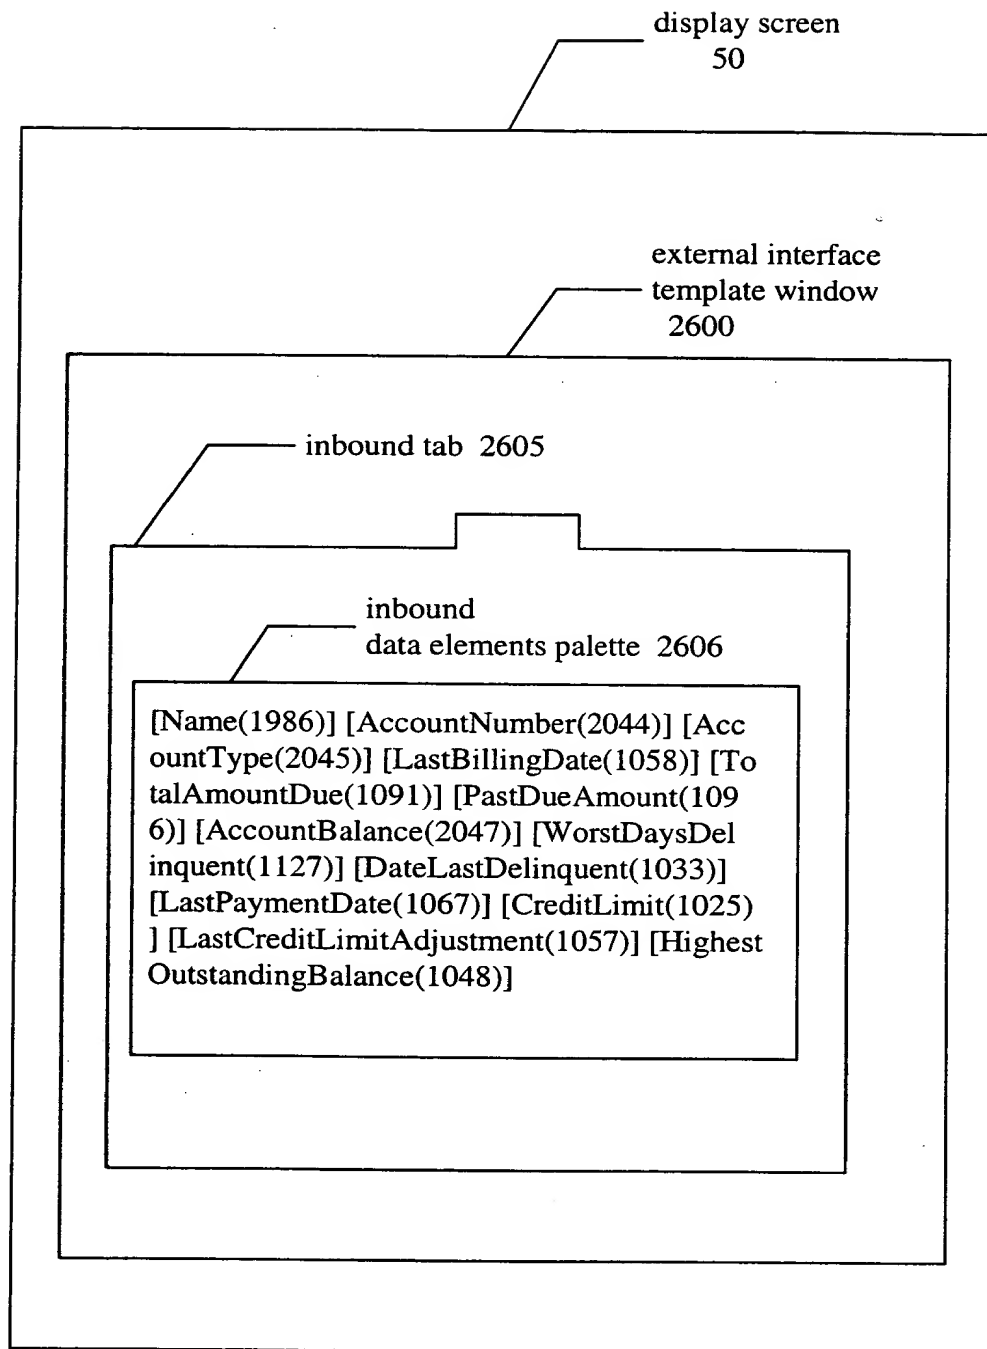 display screen
50
external interface
template window
2600
inbound tab 2605
inbound
data elements palette 2606
[Name(1986)] [AccountNumber(2044)] [Acc
ountType(2045)] [LastBillingDate(1058)] [To
talAmountDue(1091)] [PastDueAmount(109
6)] [AccountBalance(2047)] [WorstDaysDel
inquent(1127)] [DateLastDelinquent(1033)]
[LastPaymentDate(1067)] [CreditLimit(1025)
] [LastCreditLimitAdjustment(1057)] [Highest
OutstandingBalance(1048)]